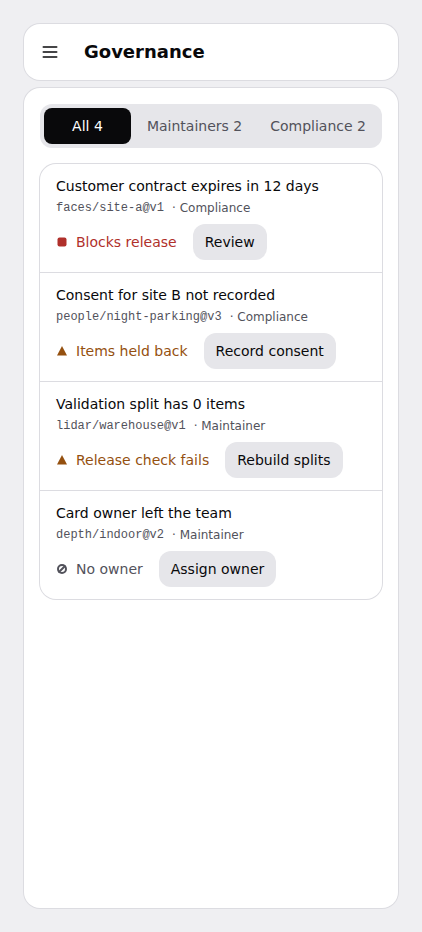 Governance
All 4 Maintainers 2 Compliance 2
Customer contract expires in 12 days
faces/site-a@v1 · Compliance
Blocks release Review
Consent for site B not recorded
people/night-parking@v3 · Compliance
Items held back Record consent
Validation split has 0 items
lidar/warehouse@v1 · Maintainer
Release check fails Rebuild splits
Card owner left the team
depth/indoor@v2 · Maintainer
No owner Assign owner